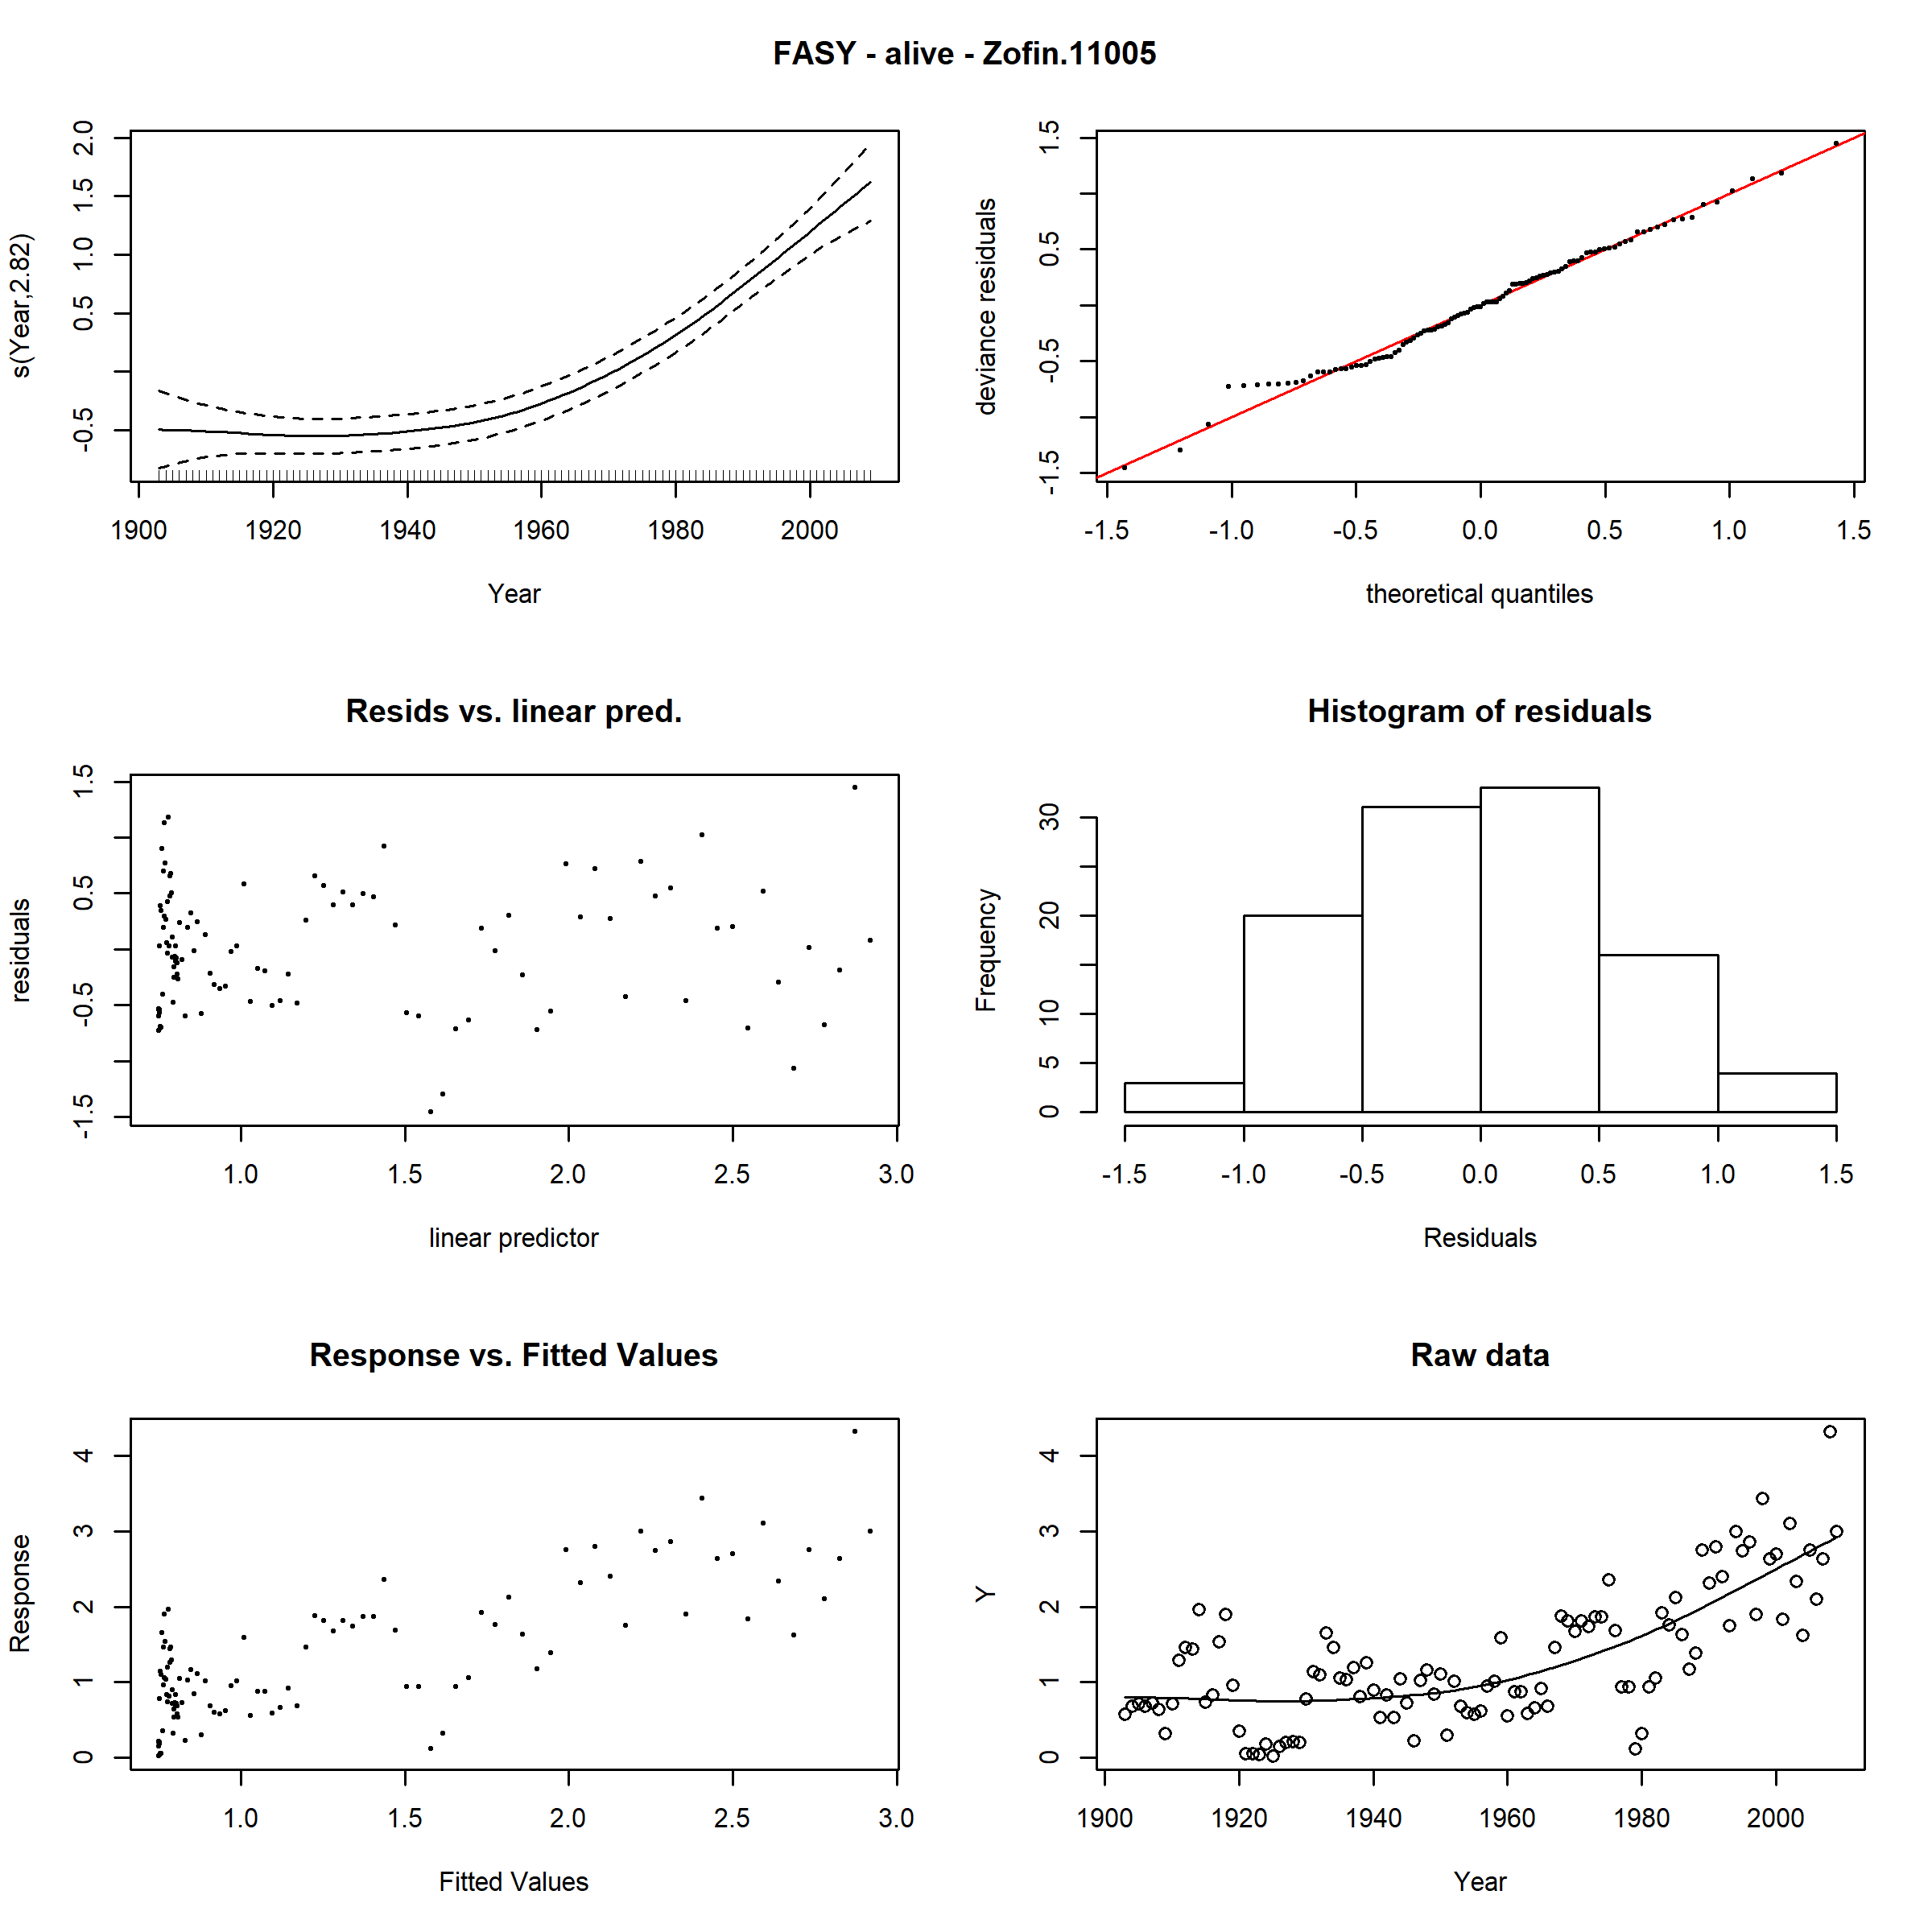 FASY - alive - Zofin.11005
s(Year,2.82)
-0.5 0.5 1.0 1.5 2.0
1900 1920 1940 1960 1980 2000
Year
deviance residuals
-1.5 -0.5 0.5 1.5
-1.5 -1.0 -0.5 0.0 0.5 1.0 1.5
theoretical quantiles
Resids vs. linear pred.
residuals
-1.5 -0.5 0.5 1.5
1.0 1.5 2.0 2.5 3.0
linear predictor
Histogram of residuals
Frequency
0 5 10 20 30
-1.5 -1.0 -0.5 0.0 0.5 1.0 1.5
Residuals
Response vs. Fitted Values
Response
0 1 2 3 4
1.0 1.5 2.0 2.5 3.0
Fitted Values
Raw data
Y
0 1 2 3 4
1900 1920 1940 1960 1980 2000
Year